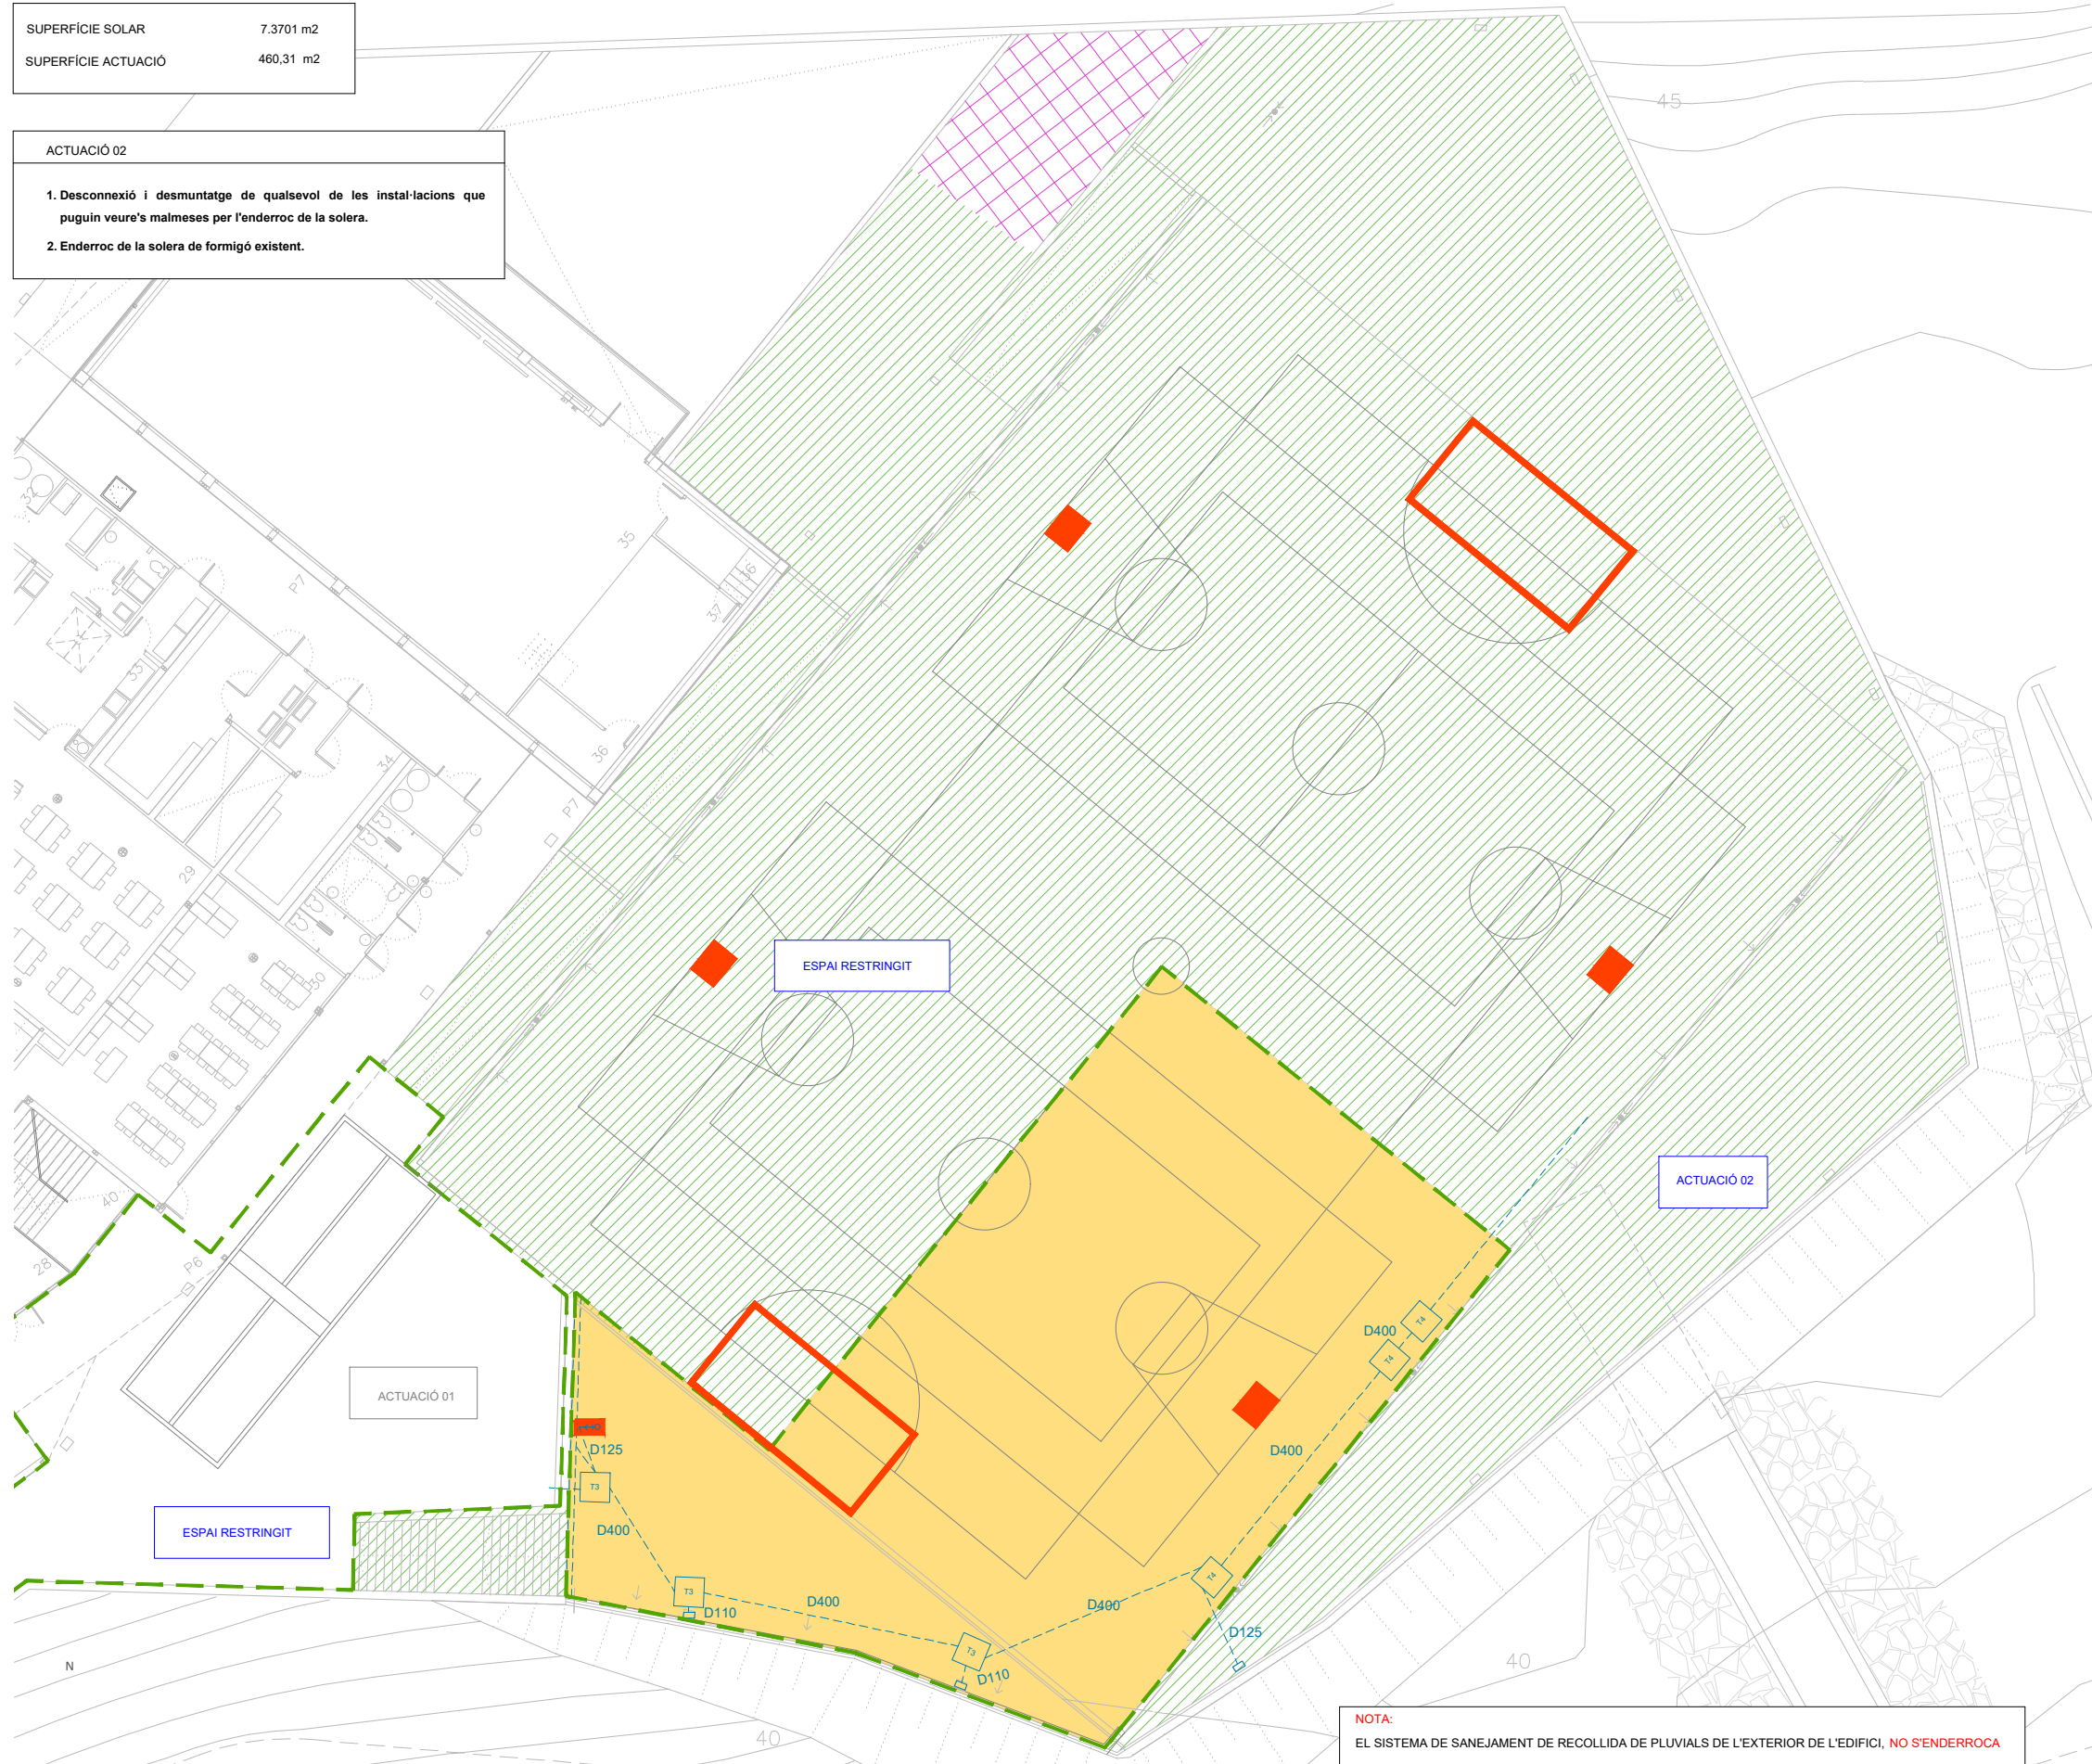 SUPERFÍCIE SOLAR 7.3701 m2
SUPERFÍCIE ACTUACIÓ 460,31 m2
ACTUACIÓ 02
1. Desconnexió i desmuntatge de qualsevol de les instal·lacions que
puguin veure's malmeses per l'enderroc de la solera.
2. Enderroc de la solera de formigó existent.
45
32
35
P7
36
37
33
36
34
P7
29
30
ESPAI RESTRINGIT
40
28
P6
ACTUACIÓ 02
ACTUACIÓ 01
T4
D400
T4
D125
D400
T3
ESPAI RESTRINGIT
D400
T4
T3
D400
D400
D110
D125
T3
D110
N
40
40
NOTA:
EL SISTEMA DE SANEJAMENT DE RECOLLIDA DE PLUVIALS DE L'EXTERIOR DE L'EDIFICI, NO S'ENDERROCA